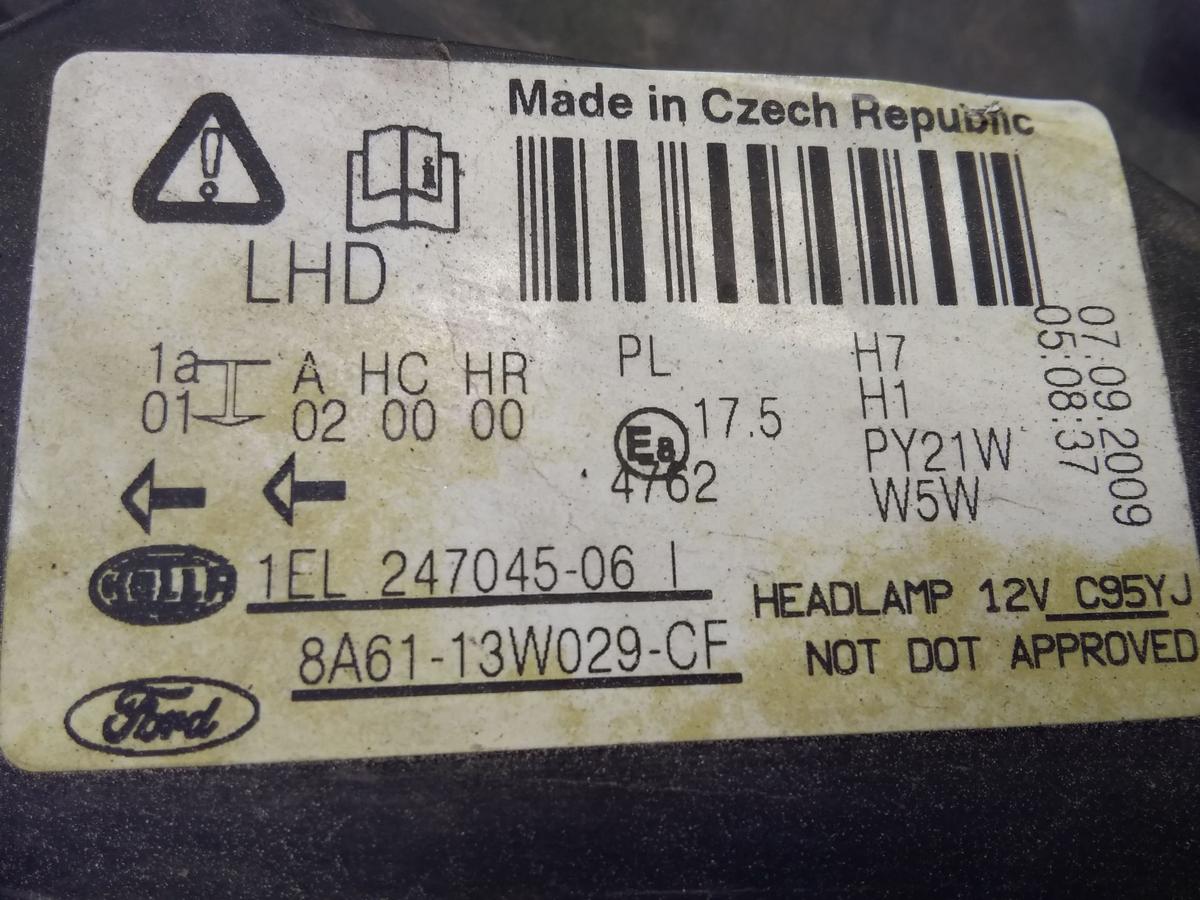 Made in Czech Republic
LHD
1a A HC HR PL H7
01 02 00 00 17.5 H1
E8
4762 PY21W
W5W
07.09.2009
05:08:37
HELLA 1EL 247045-06 I
HEADLAMP 12V C95YJ
8A61-13W029-CF
NOT DOT APPROVED
Ford